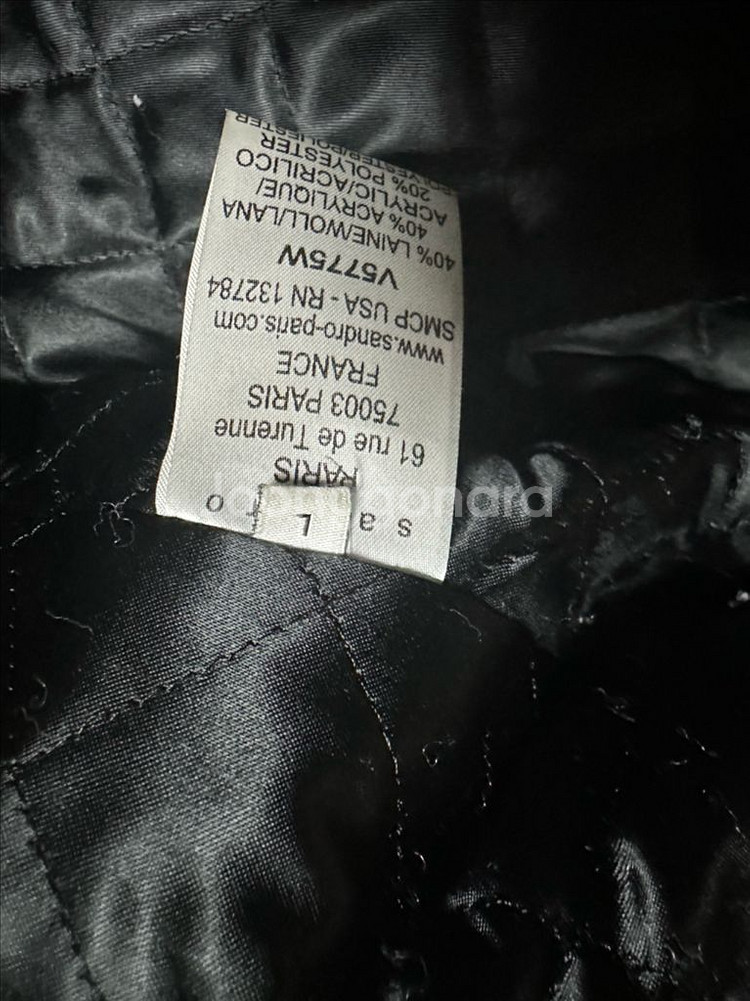 s a r o
L
PARIS
61 rue de Turenne
75003 PARIS
FRANCE
www.sandro-paris.com
SMCP USA - RN 132784
V5775W
40% LAINE/WOLL/LANA
40% ACRYLIQUE/
ACRYLIC/ACRILICO
20% POLYESTER
POLYESTER/POLIESTER